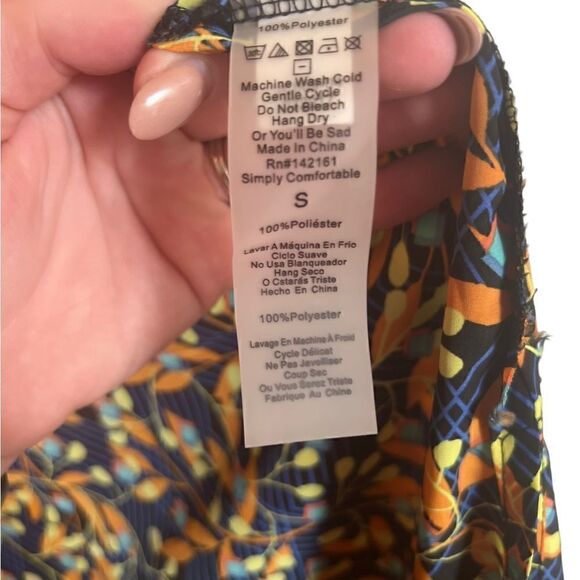 100%Polyester
Machine Wash Cold
Gentle Cycle
Do Not Bleach
Hang Dry
Or You'll Be Sad
Made In China
Rn#142161
Simply Comfortable
S
100%Poliéster
Lavar A Máquina En Frio
Ciclo Suave
No Usa Blanqueador
Hang Seco
O Cstarás Triste
Hecho En China
100%Polyester
Lavage En Machine À Froid
Cycle Délicat
Ne Pas Javelliser
Coup Sec
Ou Vous Serez Triste
Fabrique Au Chine